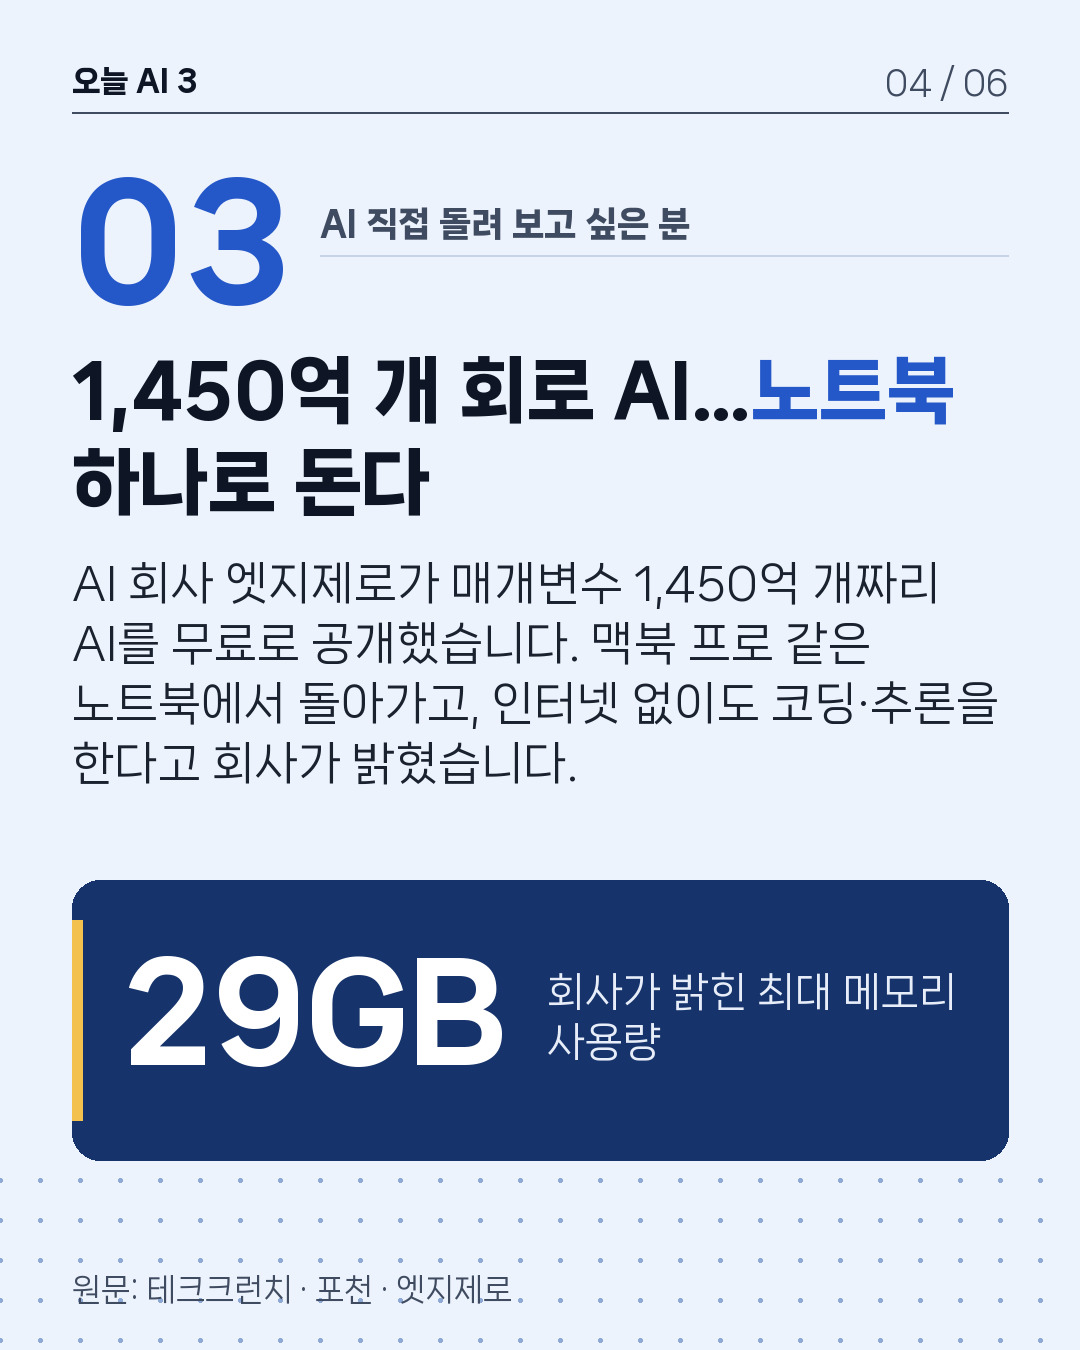 오늘 AI 3
04 / 06
03
AI 직접 돌려 보고 싶은 분
1,450억 개 회로 AI...노트북
하나로 돈다
AI 회사 엣지제로가 매개변수 1,450억 개짜리
AI를 무료로 공개했습니다. 맥북 프로 같은
노트북에서 돌아가고, 인터넷 없이도 코딩·추론을
한다고 회사가 밝혔습니다.
29GB
회사가 밝힌 최대 메모리
사용량
원문: 테크크런치 · 포천 · 엣지제로